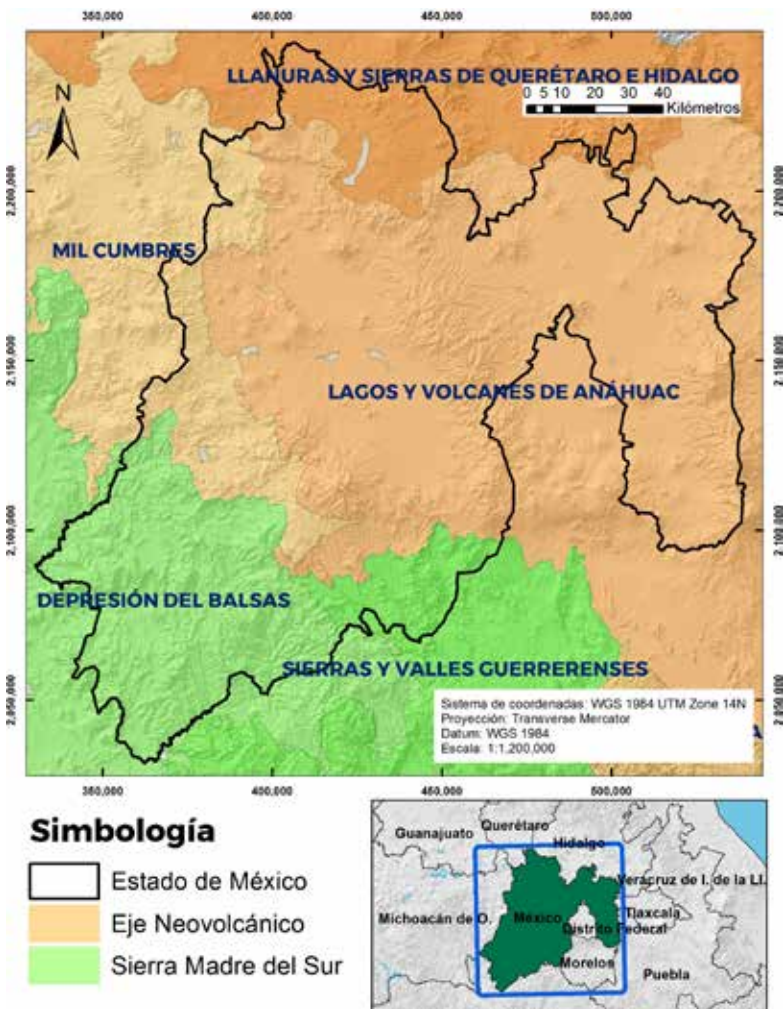 350,000 400,000 450,000 500,000
LLANURAS Y SIERRAS DE QUERÉTARO E HIDALGO
N
0 5 10 20 30 40
Kilómetros
2,200,000
2,200,000
MIL CUMBRES
2,150,000
2,150,000
LAGOS Y VOLCANES DE ANÁHUAC
2,100,000
2,100,000
DEPRESIÓN DEL BALSAS
SIERRAS Y VALLES GUERRERENSES
2,050,000
2,050,000
Sistema de coordenadas: WGS 1984 UTM Zone 14N
Proyección: Transverse Mercator
Datum: WGS 1984
Escala: 1:1,200,000
A
350,000 400,000 450,000 500,000
Simbología
Estado de México
Eje Neovolcánico
Sierra Madre del Sur
Guanajuato
Querétaro
Hidalgo
Veracruz de I. de la Ll.
Michoacán de O.
México
Tlaxcala
Distrito Federal
Morelos
Puebla